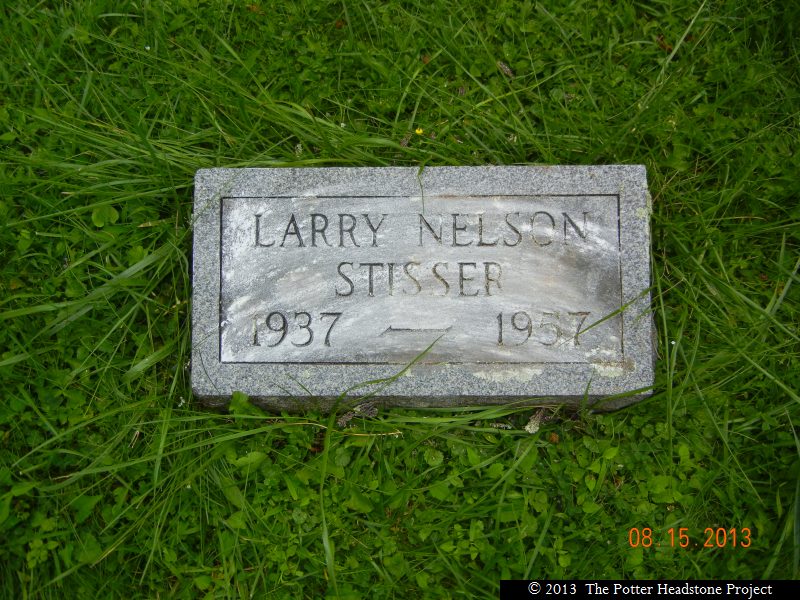 LARRY NELSON
STISSER
1937 — 1957
08.15.2013
© 2013 The Potter Headstone Project